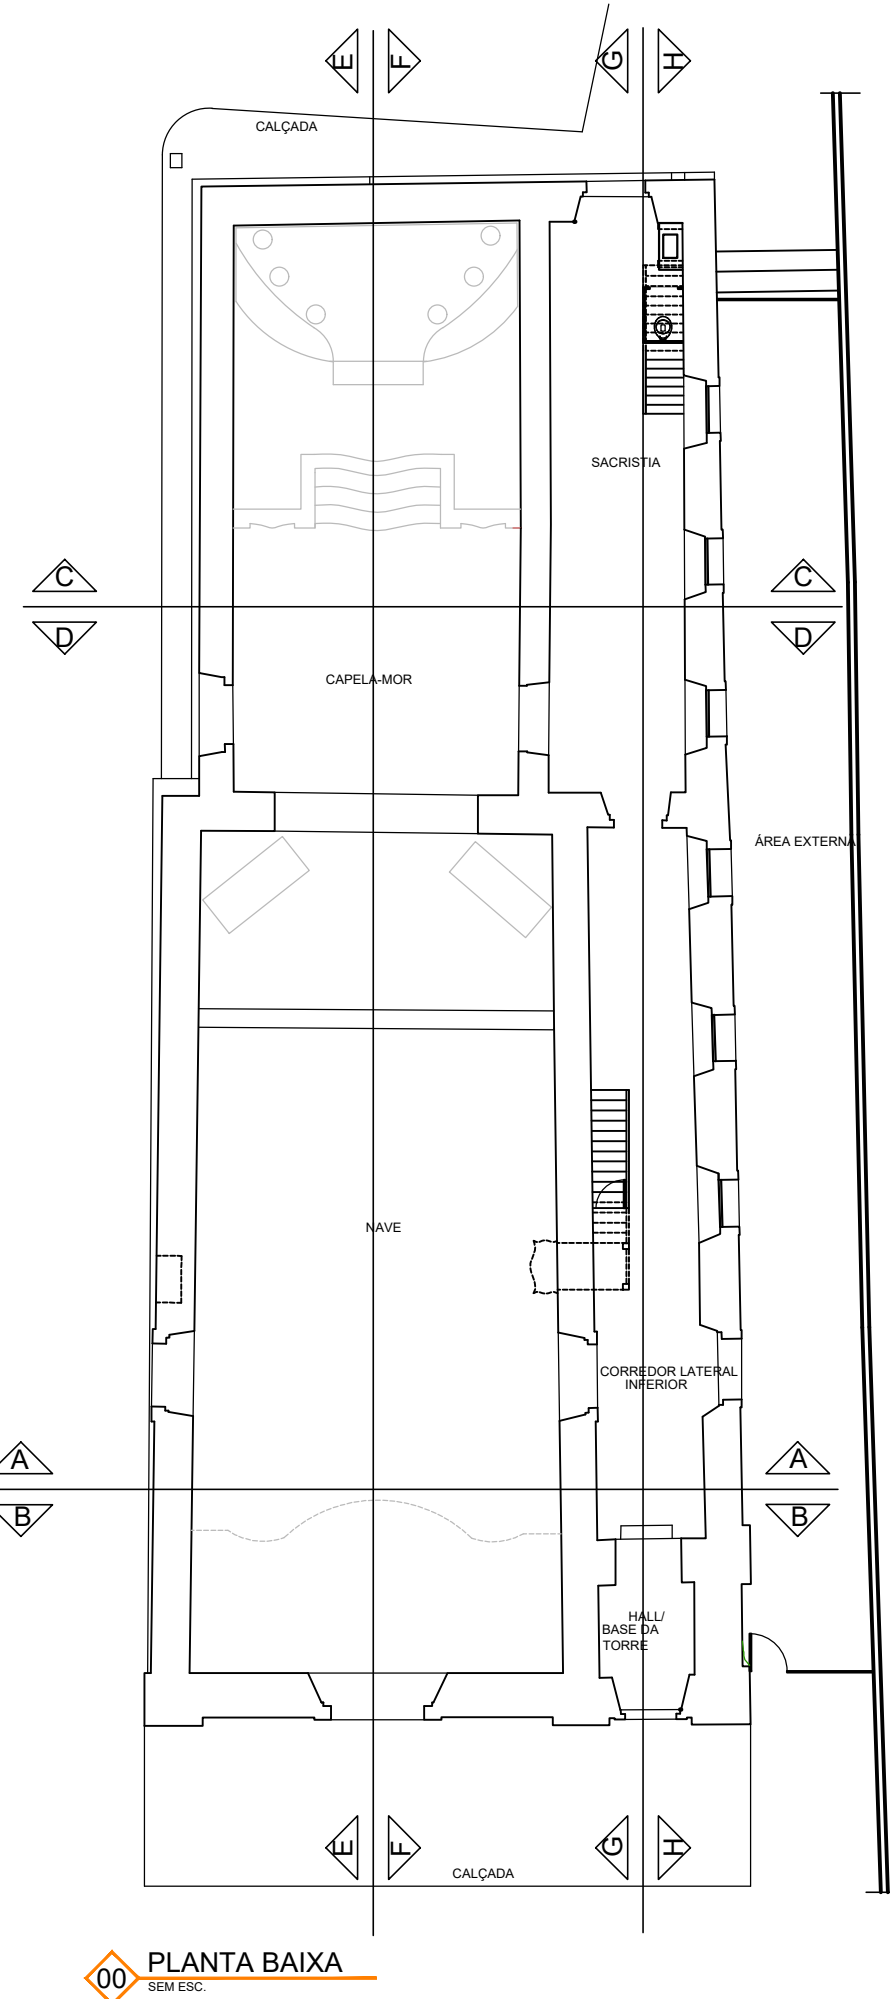 E F G H
CALÇADA
SACRISTIA
C C
D D
CAPELA-MOR
ÁREA EXTERNA
NAVE
CORREDOR LATERAL
INFERIOR
A A
B B
HALL/
BASE DA
TORRE
E F G H
CALÇADA
00 PLANTA BAIXA
SEM ESC.